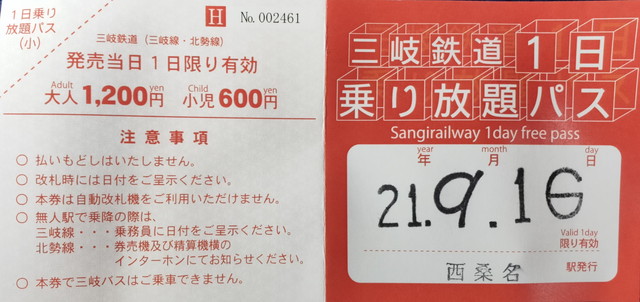 1日乗り
放題パス
(小)
H No. 002461
三岐鉄道（三岐線・北勢線）
発売当日1日限り有効
Adult yen Child yen
大人1,200円 小児600円
注意事項
○ 払いもどしはいたしません。
○ 改札時には日付をご呈示ください。
○ 本券は自動改札機をご利用いただけません。
○ 無人駅で乗降の際は、
三岐線・・・乗務員に日付をご呈示ください。
北勢線・・・券売機及び精算機横の
インターホンにてお知らせください。
○ 本券で三岐バスはご乗車できません。
三岐鉄道1日
乗り放題パス
Sangirailway 1day free pass
year month day
年 月 日
21.9.16
Valid 1day
限り有効
西桑名 駅発行